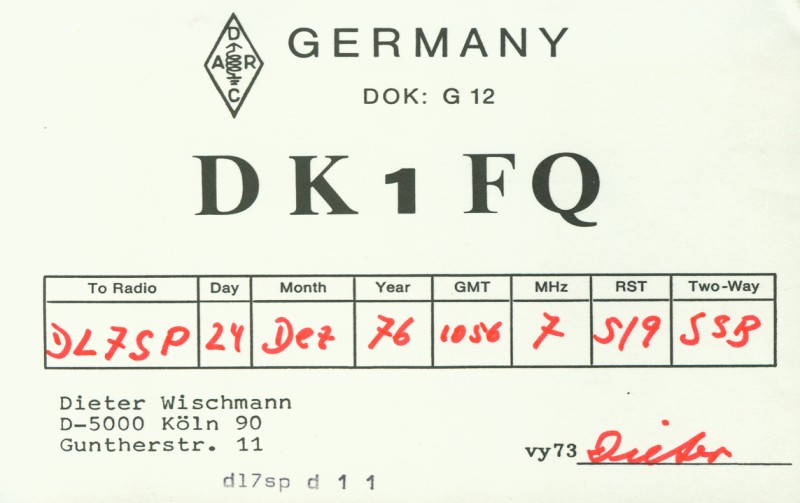 D
A R
C
GERMANY
DOK: G 12
DK1FQ
To Radio Day Month Year GMT MHz RST Two-Way
DL7SP 24 Dez 76 1056 7 5/9 SSB
Dieter Wischmann
D-5000 Köln 90
Guntherstr. 11
vy73 Dieter
dl7sp d 1 1